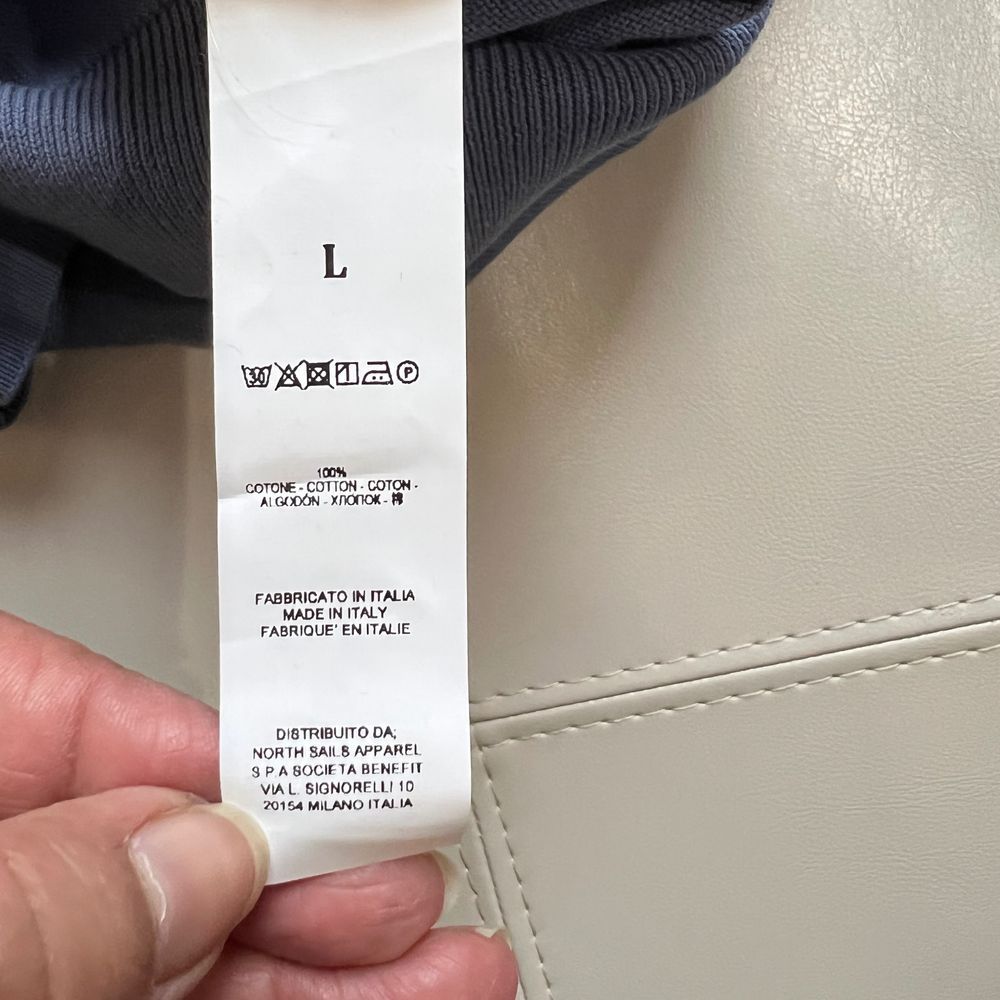 L
30
P
100%
COTONE - COTTON - COTON -
ALGODÓN - ХЛОПОК - 棉
FABBRICATO IN ITALIA
MADE IN ITALY
FABRIQUE' EN ITALIE
DISTRIBUITO DA;
NORTH SAILS APPAREL
S P.A SOCIETA BENEFIT
VIA L. SIGNORELLI 10
20154 MILANO ITALIA